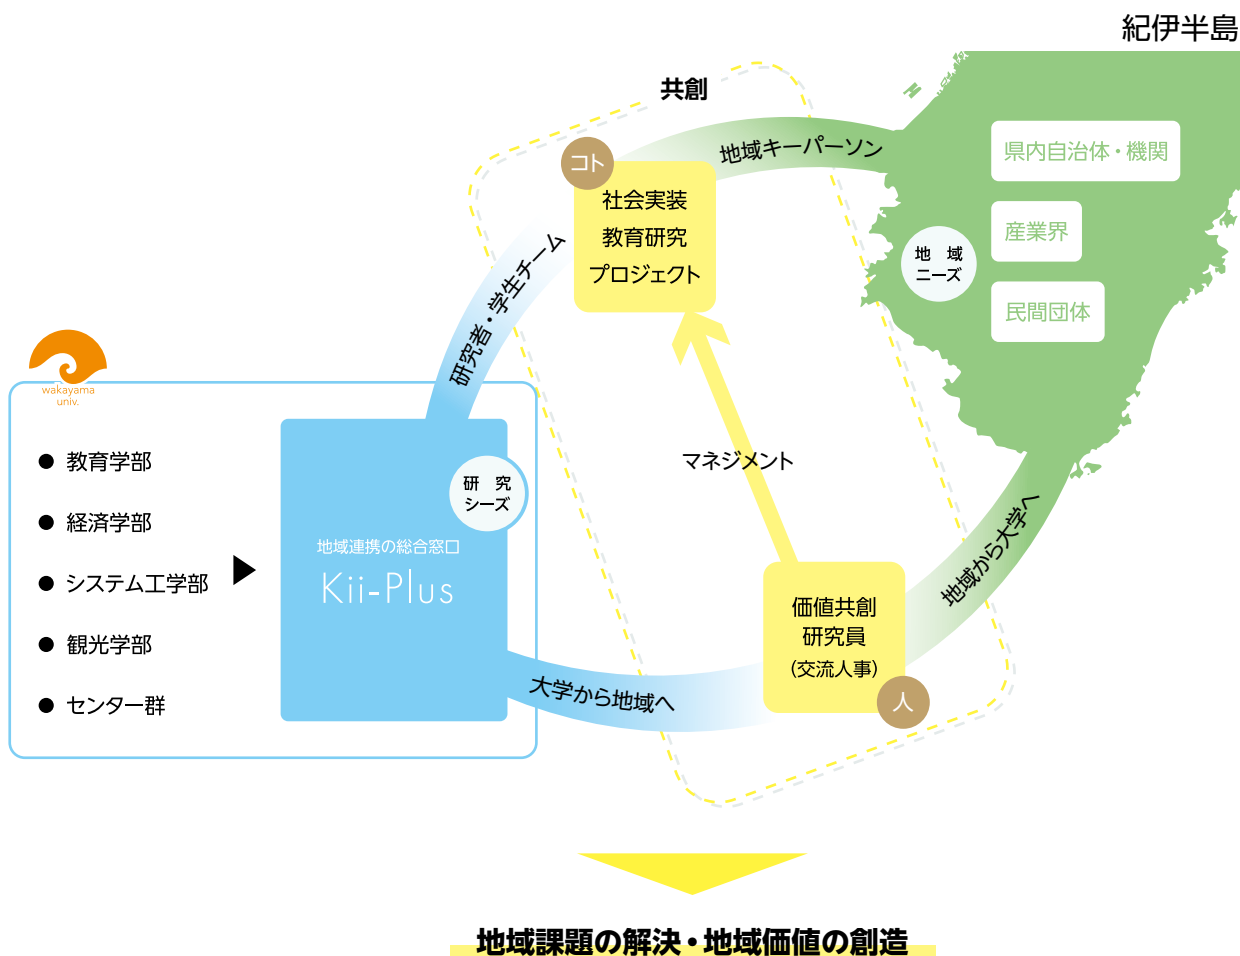 紀伊半島
共創
コト
地域キーパーソン
社会実装
教育研究
プロジェクト
県内自治体・機関
産業界
民間団体
地 域
ニーズ
研究者・学生チーム
wakayama
univ.
教育学部
経済学部
システム工学部
観光学部
センター群
研 究
シーズ
地域連携の総合窓口
Kii-Plus
マネジメント
地域から大学へ
価値共創
研究員
（交流人事）
人
大学から地域へ
地域課題の解決・地域価値の創造